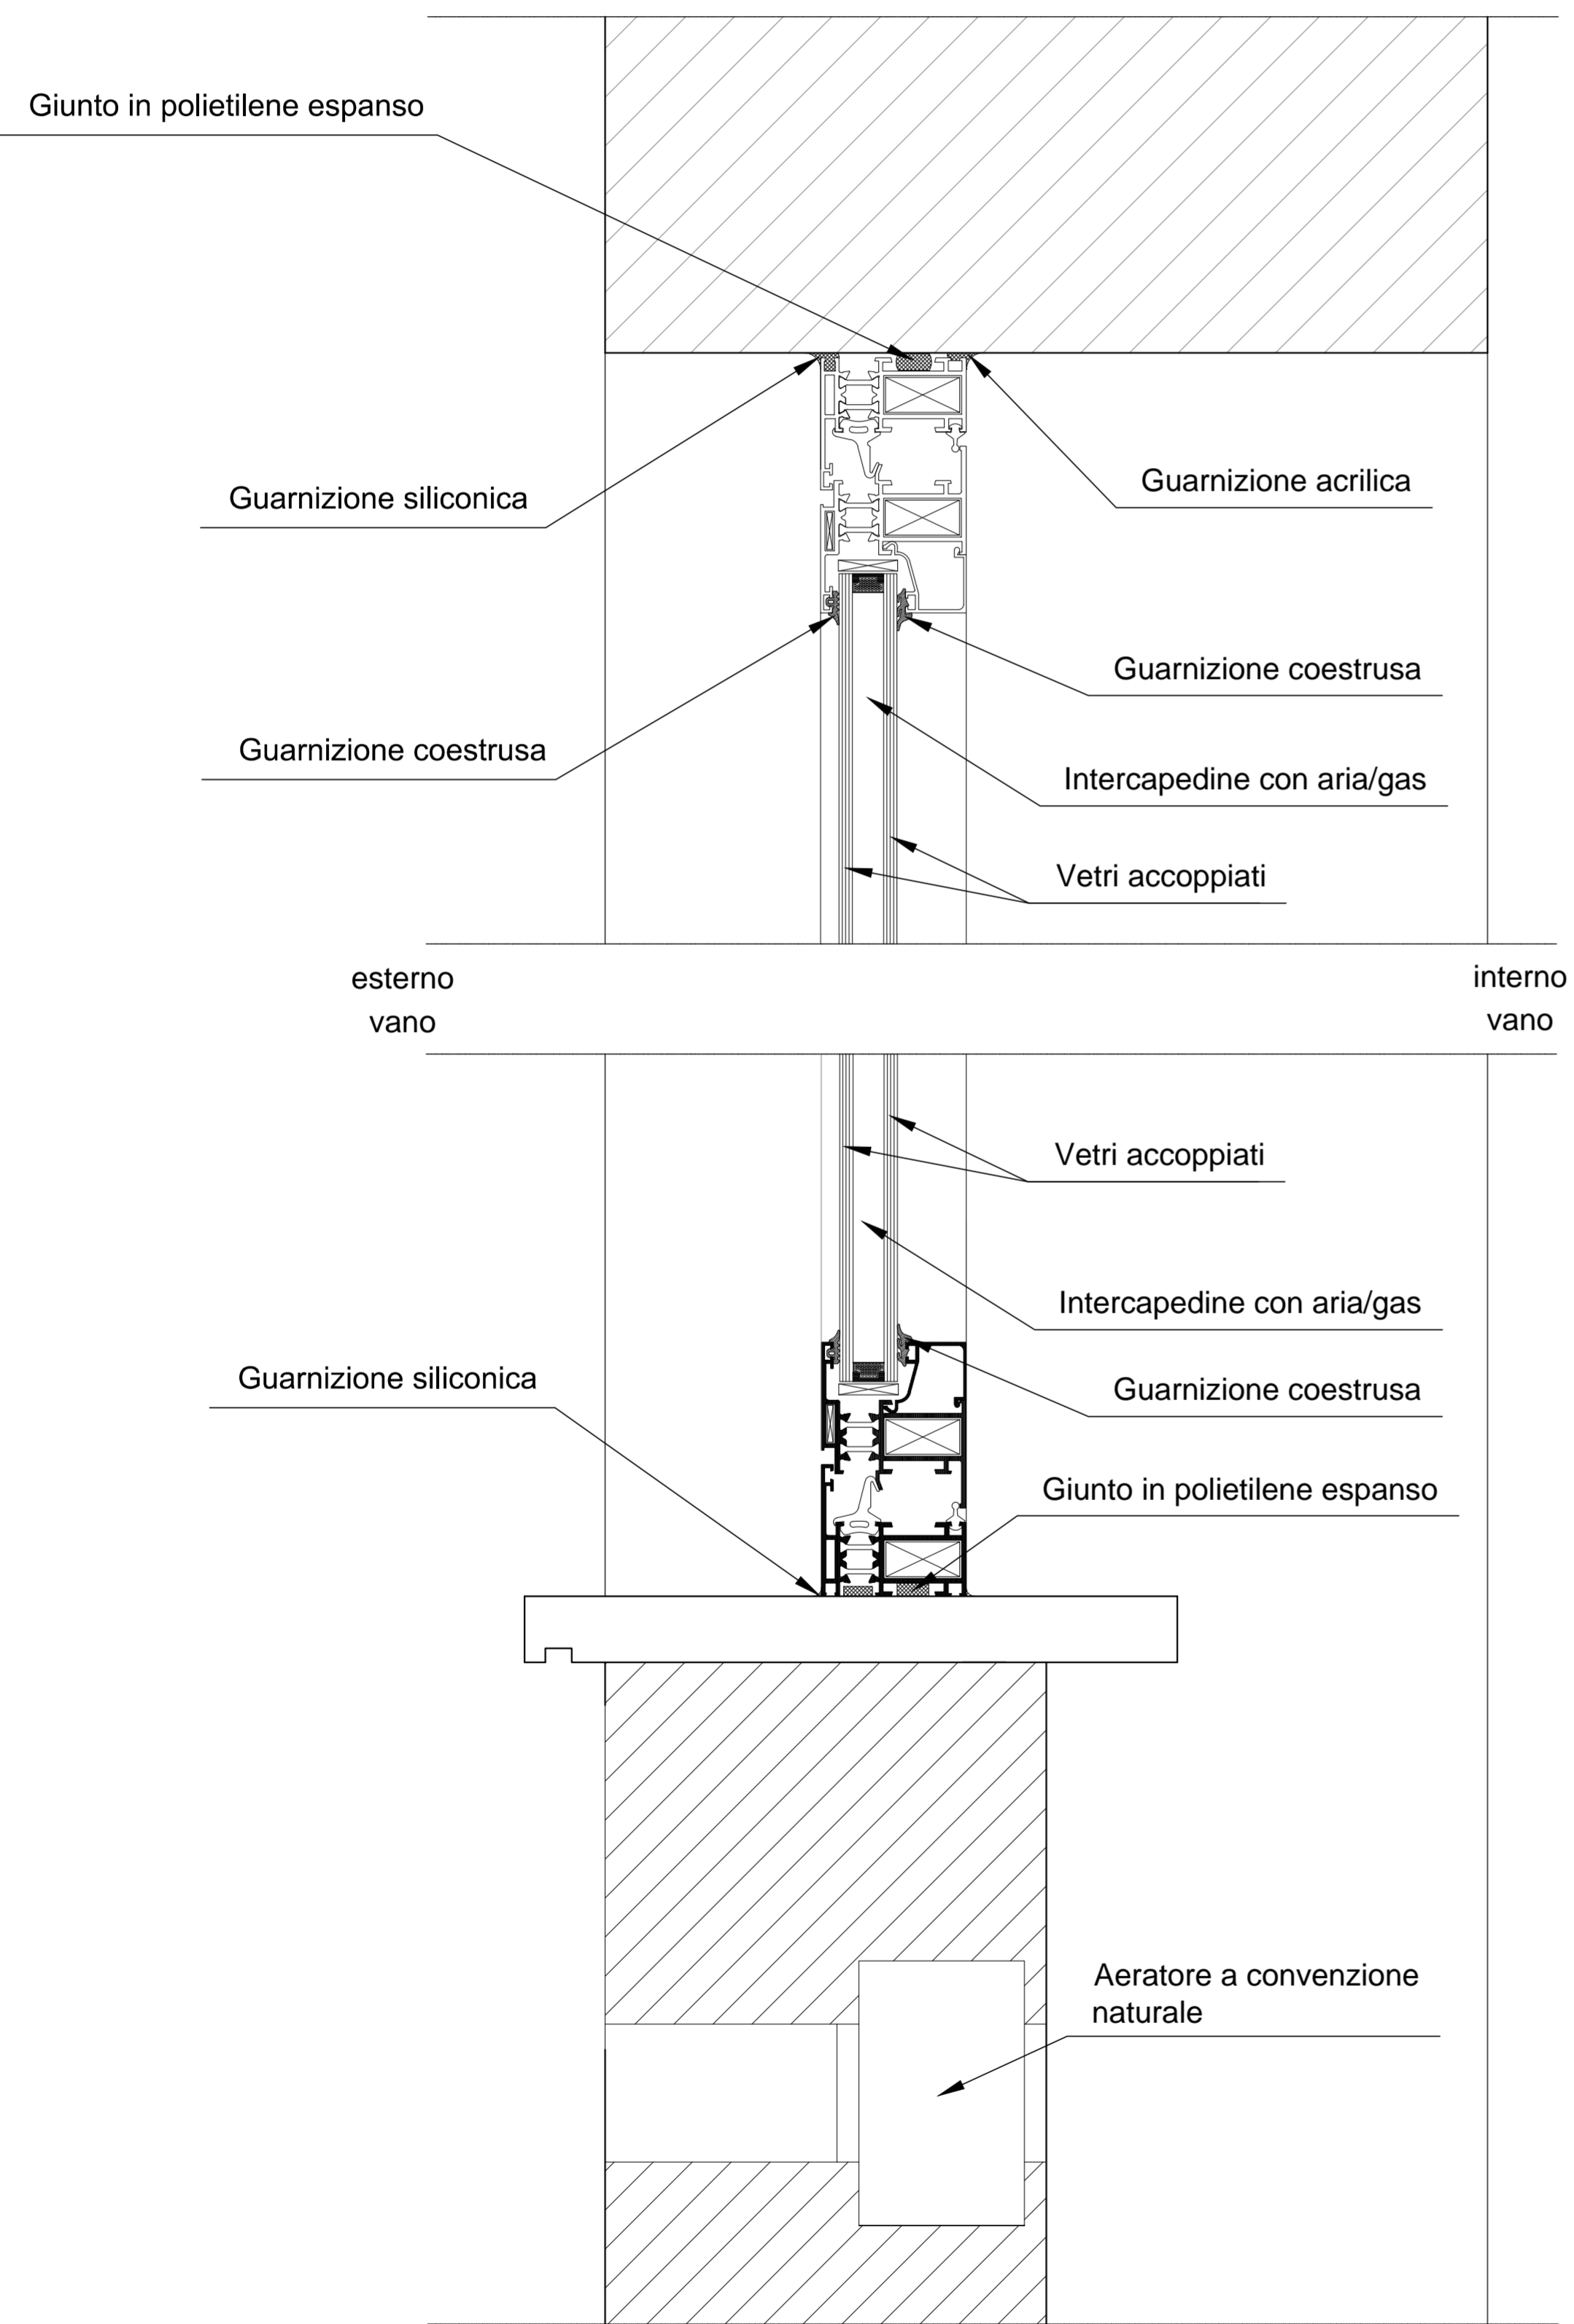 Giunto in polietilene espanso
Guarnizione acrilica
Guarnizione siliconica
Guarnizione coestrusa
Guarnizione coestrusa
Intercapedine con aria/gas
Vetri accoppiati
esterno
vano
interno
vano
Vetri accoppiati
Intercapedine con aria/gas
Guarnizione siliconica
Guarnizione coestrusa
Giunto in polietilene espanso
Aeratore a convenzione
naturale